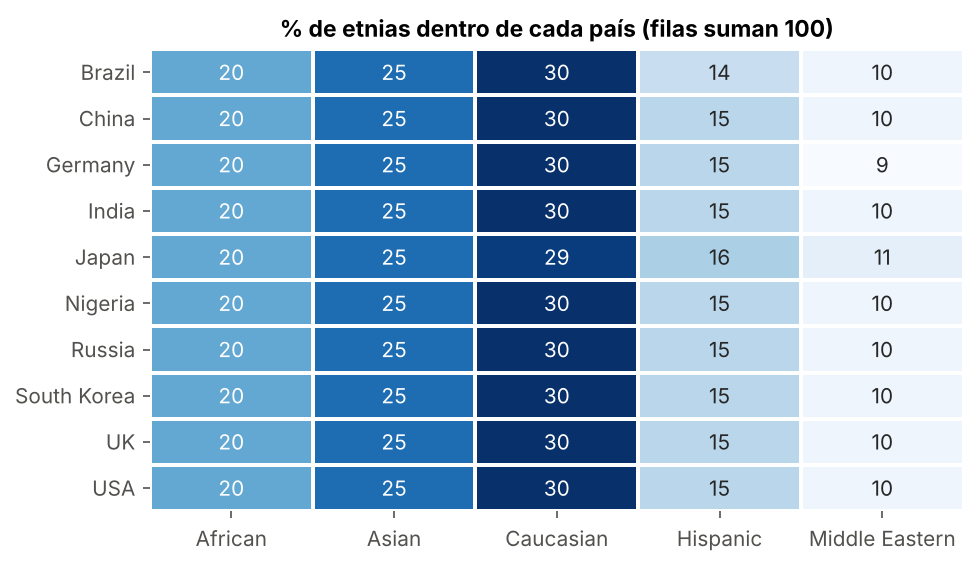 % de etnias dentro de cada país (filas suman 100)
Brazil 20 25 30 14 10
China 20 25 30 15 10
Germany 20 25 30 15 9
India 20 25 30 15 10
Japan 20 25 29 16 11
Nigeria 20 25 30 15 10
Russia 20 25 30 15 10
South Korea 20 25 30 15 10
UK 20 25 30 15 10
USA 20 25 30 15 10
African Asian Caucasian Hispanic Middle Eastern